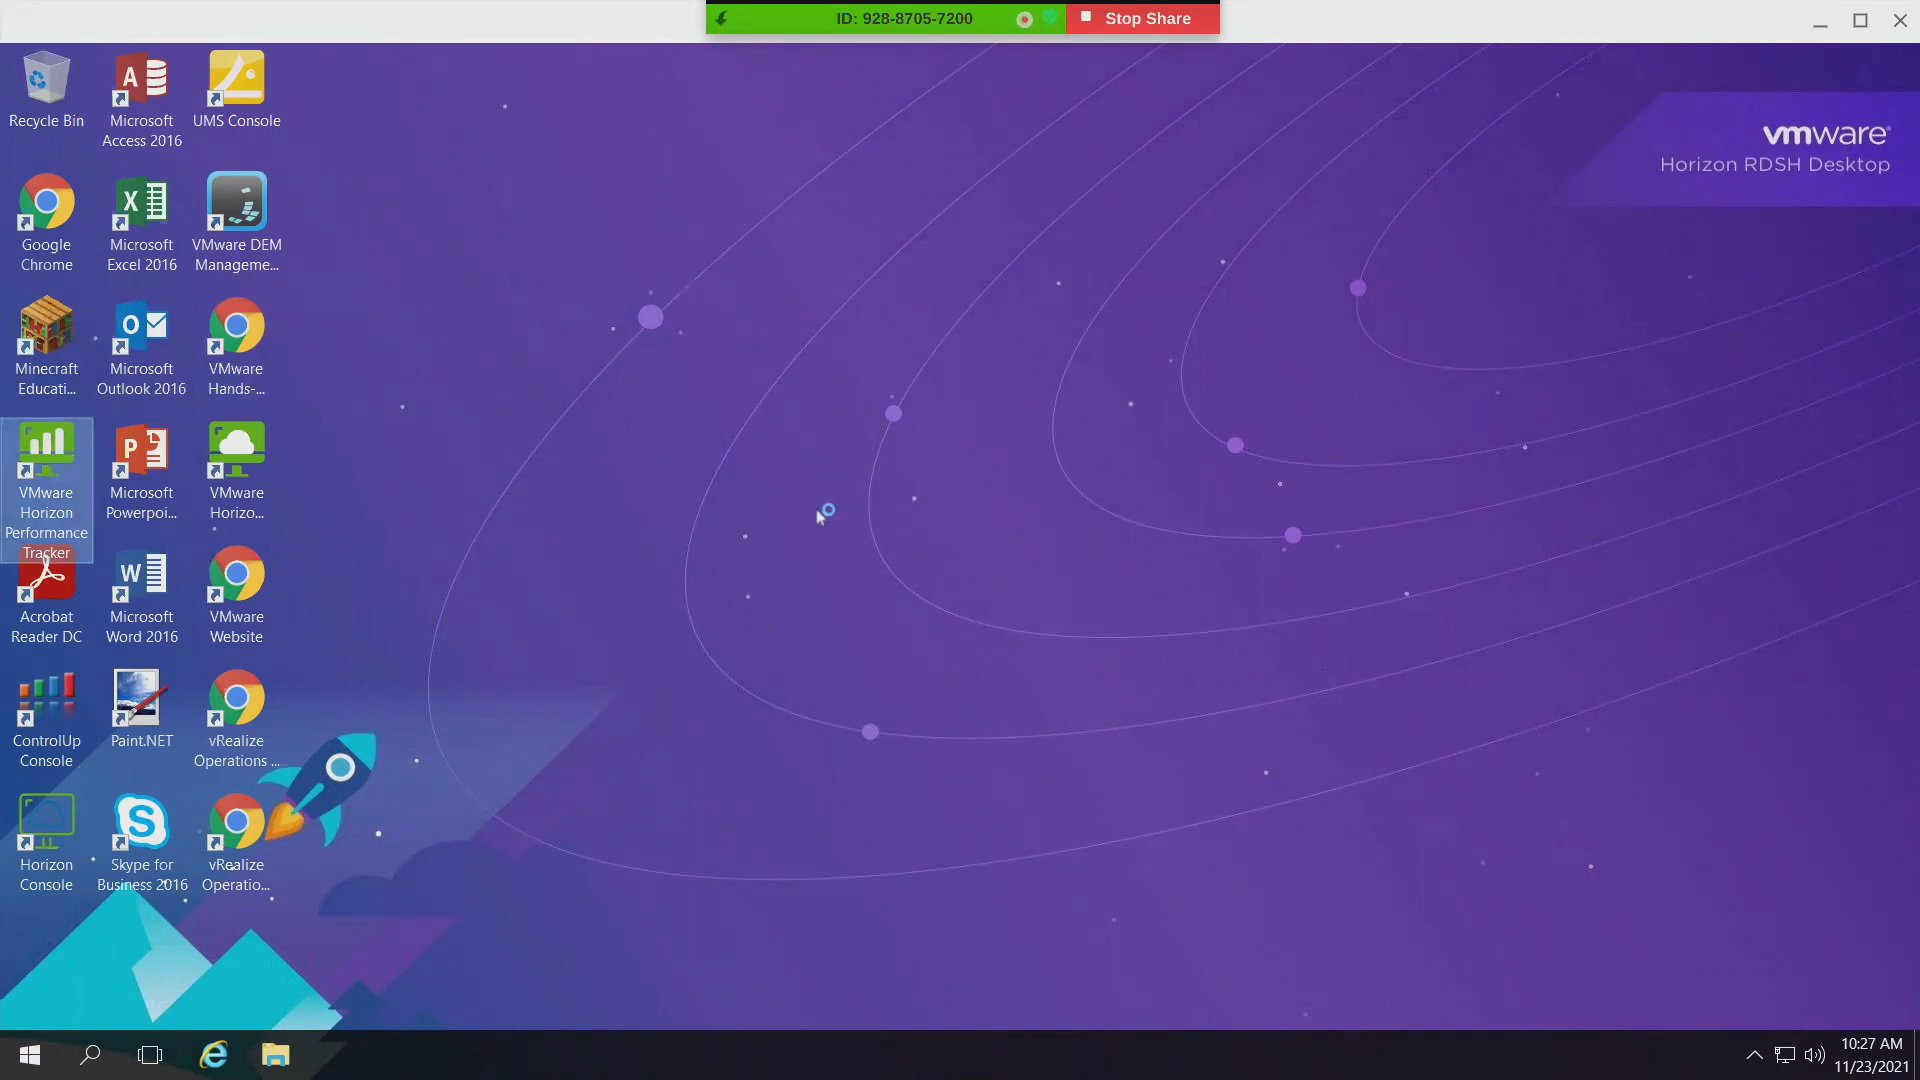 ID: 928-8705-7200
Stop Share
vmware
Horizon RDSH Desktop
Recycle Bin
Microsoft
Access 2016
UMS Console
Google
Chrome
Microsoft
Excel 2016
VMware DEM
Manageme...
Minecraft
Educati...
Microsoft
Outlook 2016
VMware
Hands-...
VMware
Horizon
Performance
Tracker
Microsoft
Powerpoi...
VMware
Horizo...
Acrobat
Reader DC
Microsoft
Word 2016
VMware
Website
ControlUp
Console
Paint.NET
vRealize
Operations ...
Horizon
Console
Skype for
Business 2016
vRealize
Operatio...
10:27 AM
11/23/2021